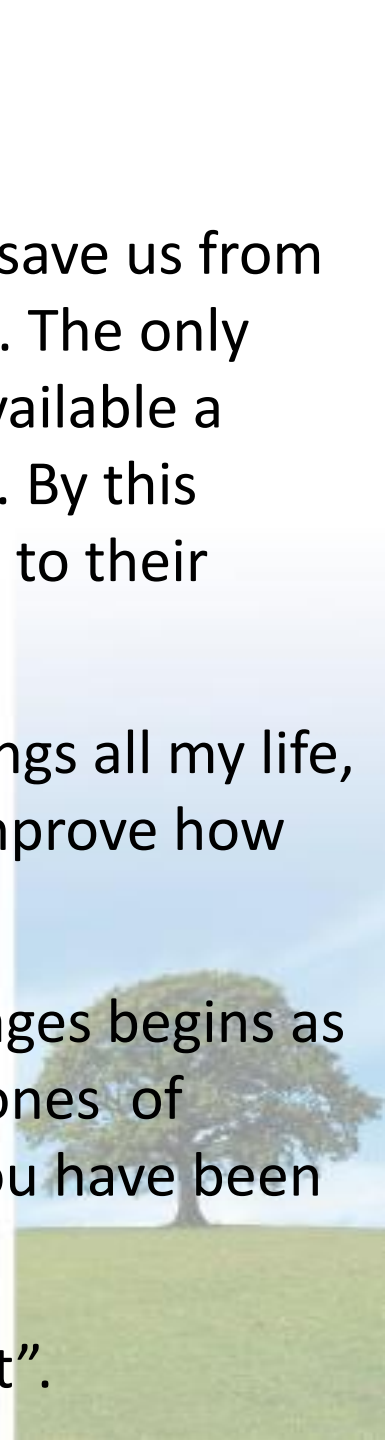 save us from
. The only
vailable a
. By this
to their
ngs all my life,
nprove how
ges begins as
ones  of
ou have been
t”.